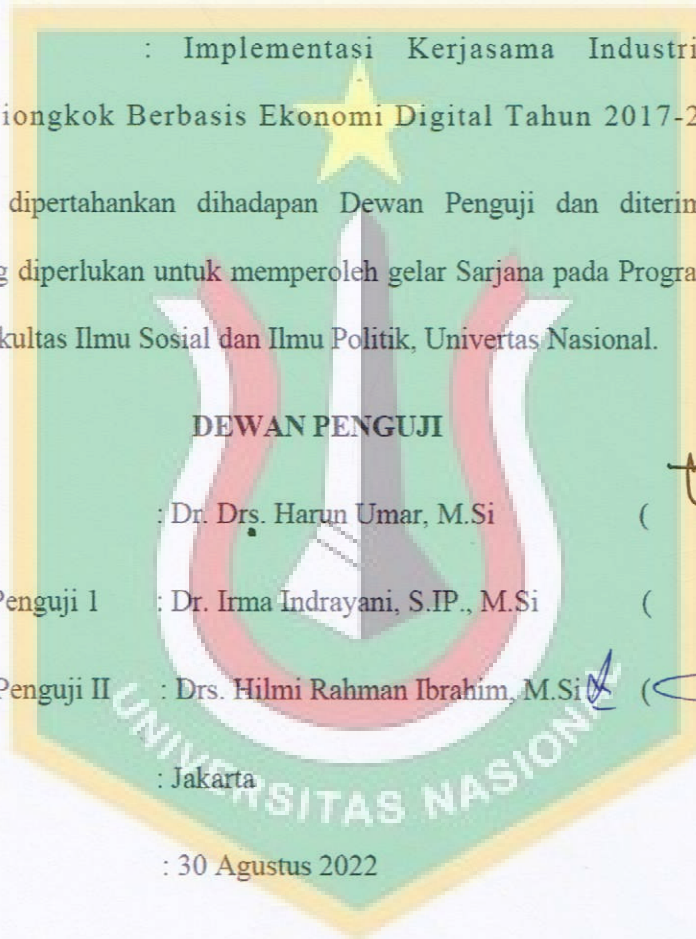 : Implementasi Kerjasama Industri
iongkok Berbasis Ekonomi Digital Tahun 2017-2
dipertahankan dihadapan Dewan Penguji dan diterim
g diperlukan untuk memperoleh gelar Sarjana pada Progra
kultas Ilmu Sosial dan Ilmu Politik, Univertas Nasional.
DEWAN PENGUJI
: Dr. Drs. Harun Umar, M.Si (
Penguji 1 : Dr. Irma Indrayani, S.IP., M.Si (
Penguji II : Drs. Hilmi Rahman Ibrahim, M.Si (
UNIVERSITAS NASIONAL
: Jakarta
: 30 Agustus 2022